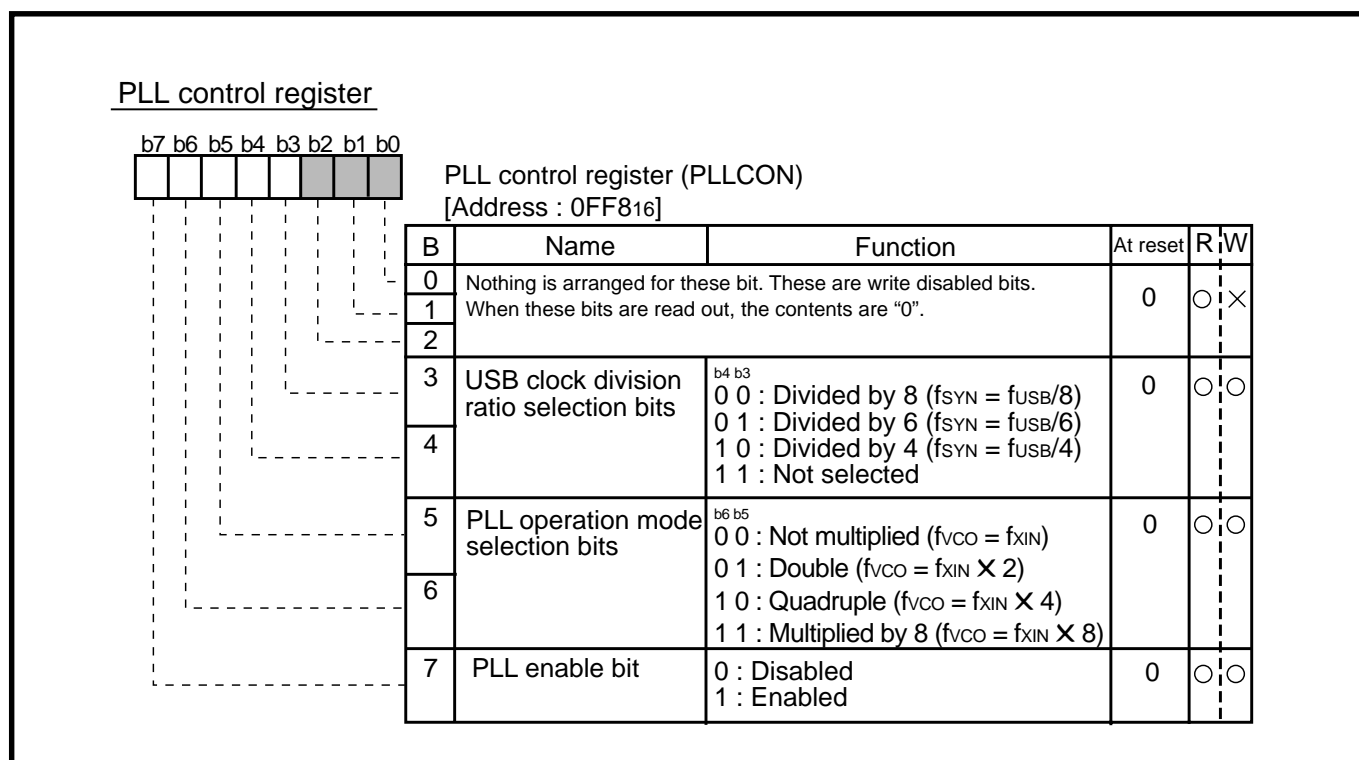 PLL control register
b7 b6 b5 b4 b3 b2 b1 b0
PLL control register (PLLCON)
[Address : 0FF816]
B Name Function At reset R W
0 Nothing is arranged for these bit. These are write disabled bits.
1 When these bits are read out, the contents are “0”.
2
0 ○ ×
3 USB clock division
ratio selection bits
4
b4 b3
0 0 : Divided by 8 (fSYN = fUSB/8)
0 1 : Divided by 6 (fSYN = fUSB/6)
1 0 : Divided by 4 (fSYN = fUSB/4)
1 1 : Not selected
0 ○ ○
5 PLL operation mode
selection bits
6
b6 b5
0 0 : Not multiplied (fVCO = fXIN)
0 1 : Double (fVCO = fXIN × 2)
1 0 : Quadruple (fVCO = fXIN × 4)
1 1 : Multiplied by 8 (fVCO = fXIN × 8)
0 ○ ○
7 PLL enable bit
0 : Disabled
1 : Enabled
0 ○ ○